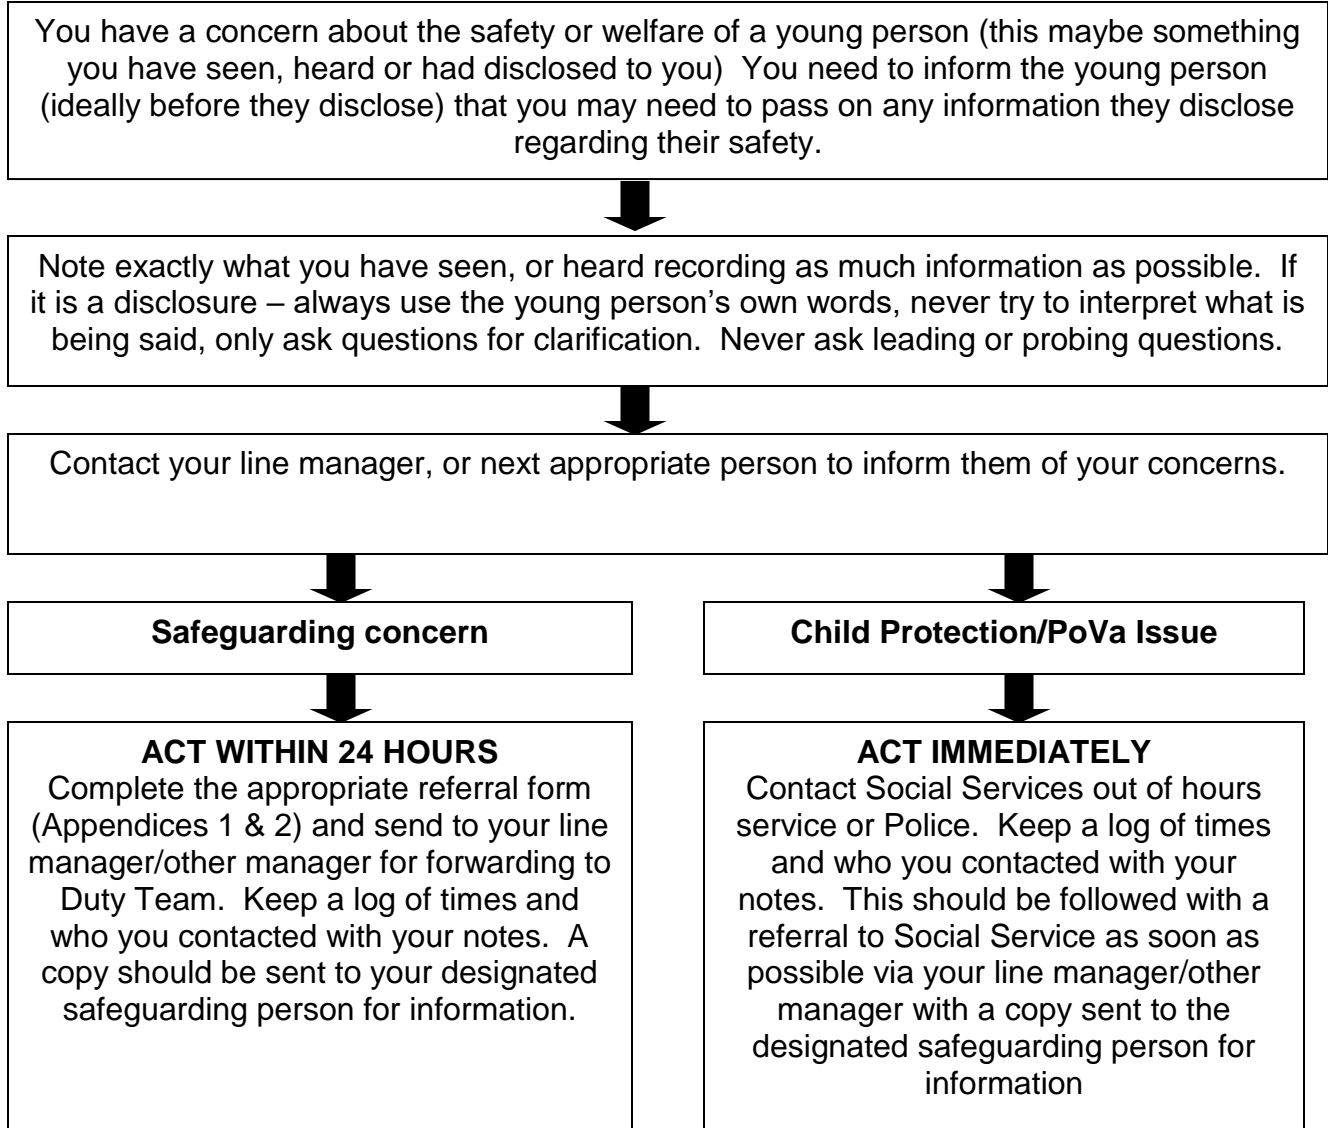 You have a concern about the safety or welfare of a young person (this maybe something
you have seen, heard or had disclosed to you)  You need to inform the young person
(ideally before they disclose) that you may need to pass on any information they disclose
regarding their safety.
Note exactly what you have seen, or heard recording as much information as possible.  If
it is a disclosure – always use the young person’s own words, never try to interpret what is
being said, only ask questions for clarification.  Never ask leading or probing questions.
Contact your line manager, or next appropriate person to inform them of your concerns.
Safeguarding concern
ACT WITHIN 24 HOURS
Complete the appropriate referral form
(Appendices 1 & 2) and send to your line
manager/other manager for forwarding to
Duty Team.  Keep a log of times and
who you contacted with your notes.  A
copy should be sent to your designated
safeguarding person for information.
Child Protection/PoVa Issue
ACT IMMEDIATELY
Contact Social Services out of hours
service or Police.  Keep a log of times
and who you contacted with your
notes.  This should be followed with a
referral to Social Service as soon as
possible via your line manager/other
manager with a copy sent to the
designated safeguarding person for
information